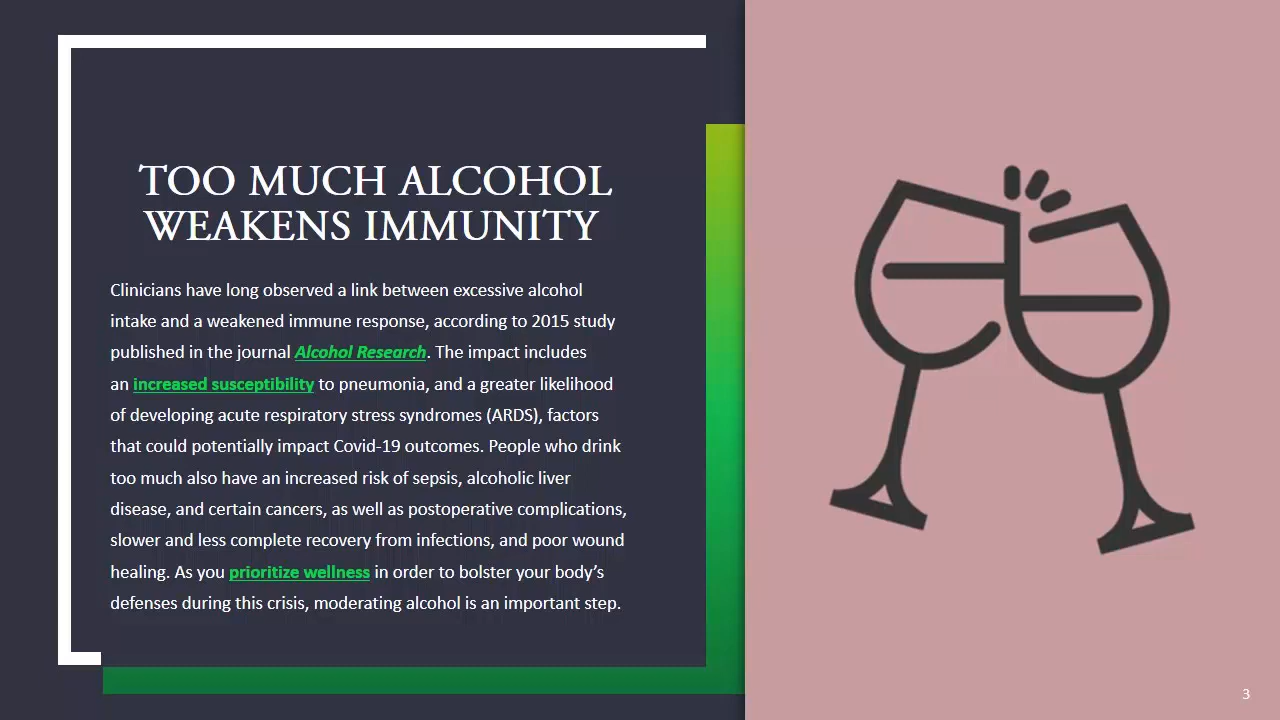 TOO MUCH ALCOHOL
WEAKENS IMMUNITY
Clinicians have long observed a link between excessive alcohol
intake and a weakened immune response, according to 2015 study
published in the journal Alcohol Research. The impact includes
an increased susceptibility to pneumonia, and a greater likelihood
of developing acute respiratory stress syndromes (ARDS), factors
that could potentially impact Covid-19 outcomes. People who drink
too much also have an increased risk of sepsis, alcoholic liver
disease, and certain cancers, as well as postoperative complications,
slower and less complete recovery from infections, and poor wound
healing. As you prioritize wellness in order to bolster your body’s
defenses during this crisis, moderating alcohol is an important step.
3